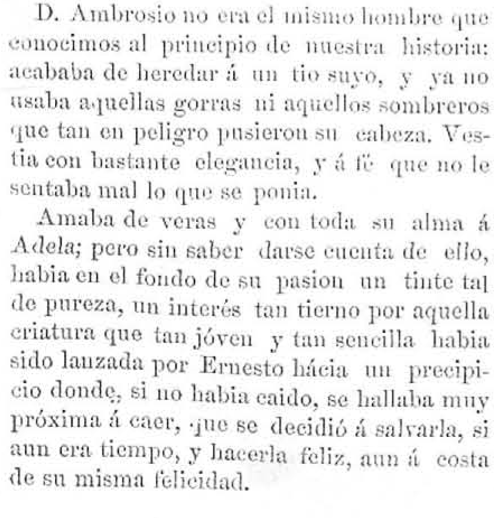 D. Ambrosio no era el mismo hombre que
conocimos al principio de nuestra historia:
acababa de heredar á un tio suyo, y ya no
usaba aquellas gorras ni aquellos sombreros
que tan en peligro pusieron su cabeza. Ves-
tia con bastante elegancia, y á fé que no le
sentaba mal lo que se ponia.
Amaba de veras y con toda su alma á
Adela; pero sin saber darse cuenta de ello,
habia en el fondo de su pasion un tinte tal
de pureza, un interés tan tierno por aquella
criatura que tan jóven y tan sencilla habia
sido lanzada por Ernesto hácia un precipi-
cio donde, si no habia caido, se hallaba muy
próxima á caer, que se decidió á salvarla, si
aun era tiempo, y hacerla feliz, aun á costa
de su misma felicidad.